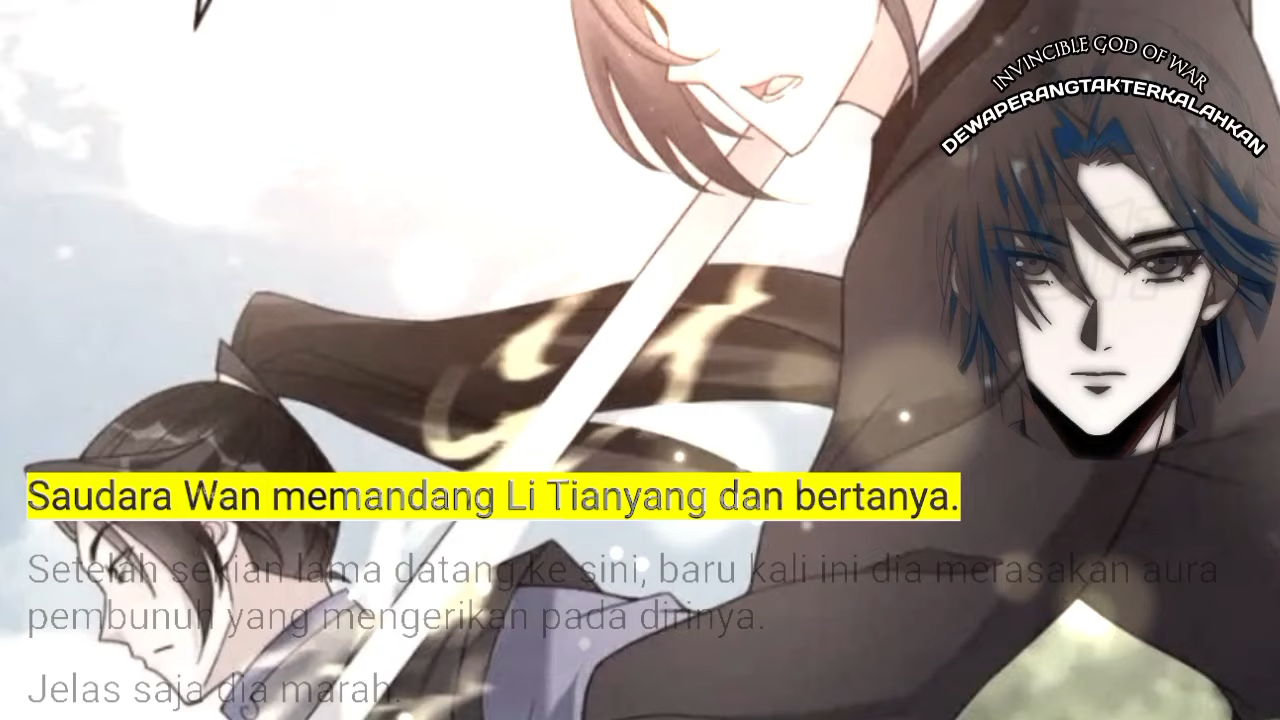 INVINCIBLE GOD OF WAR
DEWAPERANGTAKTERKALAHKAN
Saudara Wan memandang Li Tianyang dan bertanya.
Setelah sekian lama datang ke sini, baru kali ini dia merasakan aura
pembunuh yang mengerikan pada dirinya.
Jelas saja dia marah.